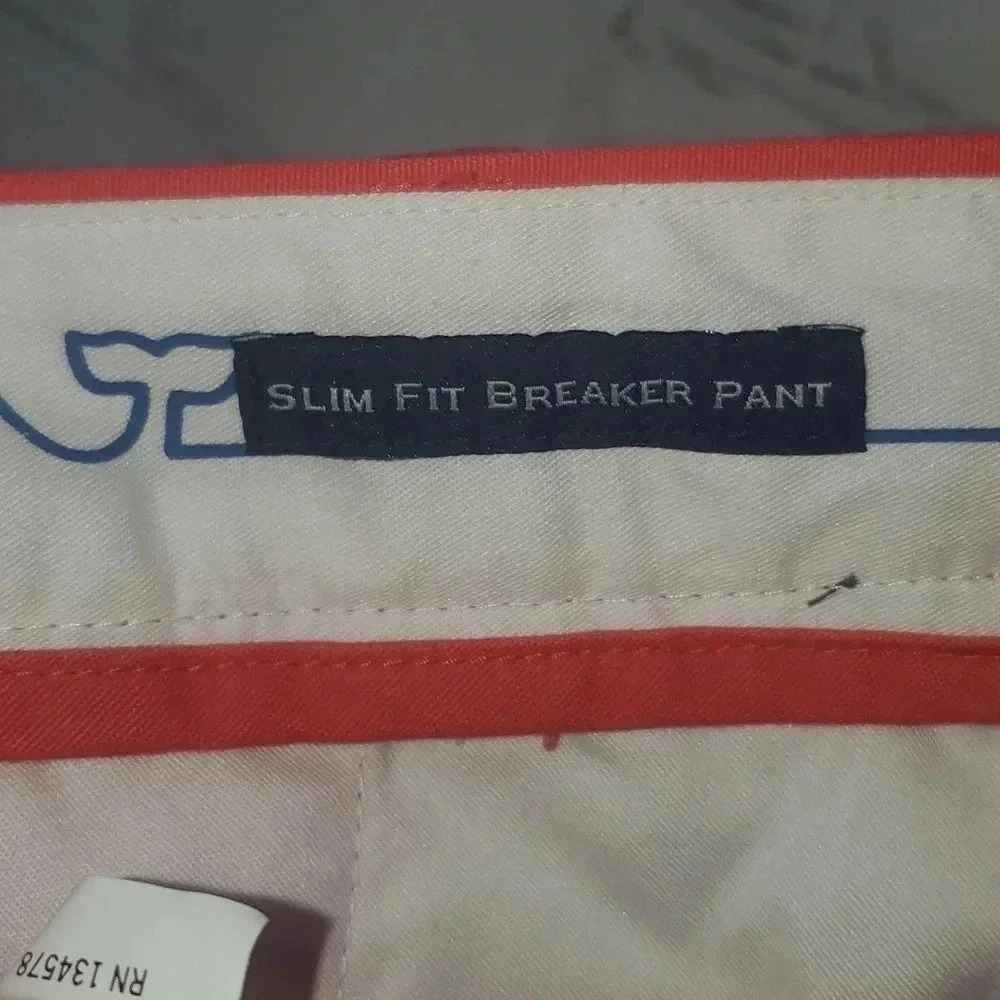 SLIM FIT BREAKER PANT
RN 134578